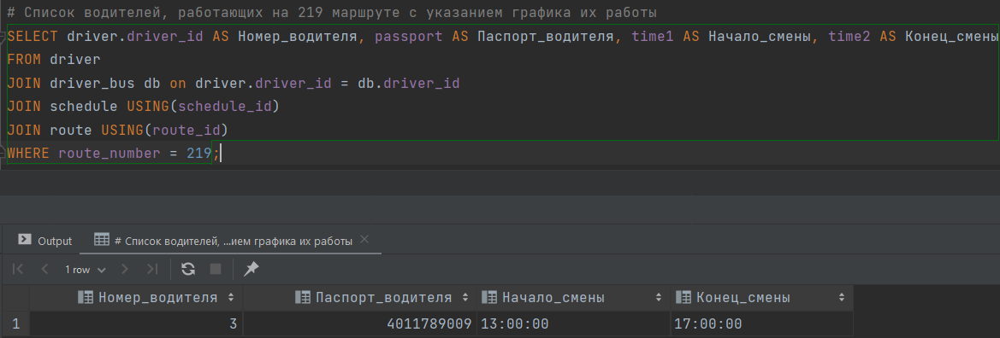 # Список водителей, работающих на 219 маршруте с указанием графика их работы
SELECT driver.driver_id AS Номер_водителя, passport AS Паспорт_водителя, time1 AS Начало_смены, time2 AS Конец_смены
FROM driver
JOIN driver_bus db on driver.driver_id = db.driver_id
JOIN schedule USING(schedule_id)
JOIN route USING(route_id)
WHERE route_number = 219;
Output # Список водителей, ...ием графика их работы
1 row
Номер_водителя Паспорт_водителя Начало_смены Конец_смены
1 3 4011789009 13:00:00 17:00:00